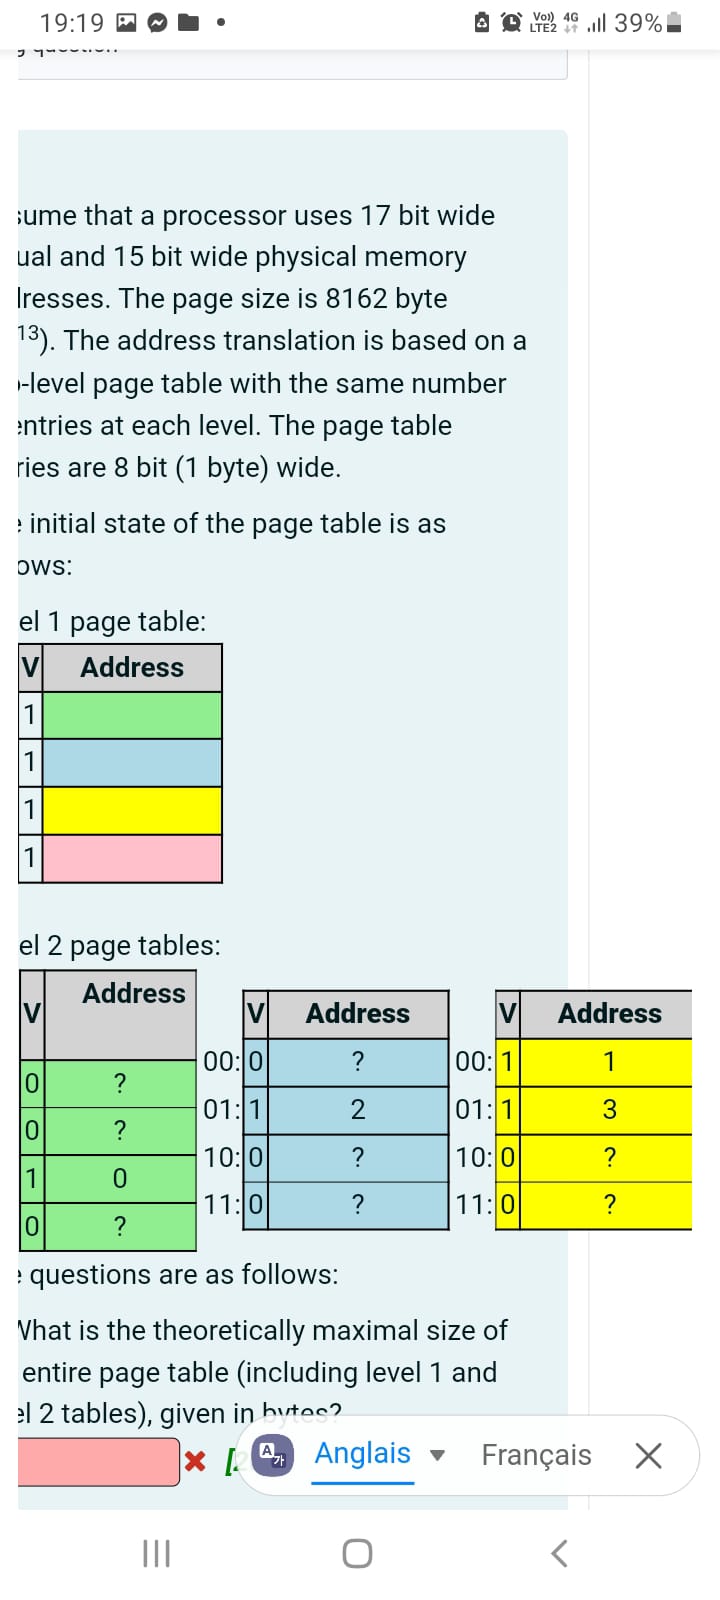 19:19
Vo)) 4G
LTE2
39%
question
sume that a processor uses 17 bit wide
ual and 15 bit wide physical memory
lresses. The page size is 8162 byte
13). The address translation is based on a
-level page table with the same number
entries at each level. The page table
ries are 8 bit (1 byte) wide.
e initial state of the page table is as
ows:
el 1 page table:
V Address
1
1
1
1
el 2 page tables:
V Address
0 ?
0 ?
1 0
0 ?
V Address
00: 0 ?
01: 1 2
10: 0 ?
11: 0 ?
V Address
00: 1 1
01: 1 3
10: 0 ?
11: 0 ?
e questions are as follows:
What is the theoretically maximal size of
entire page table (including level 1 and
el 2 tables), given in bytes?
[2
Anglais
Français